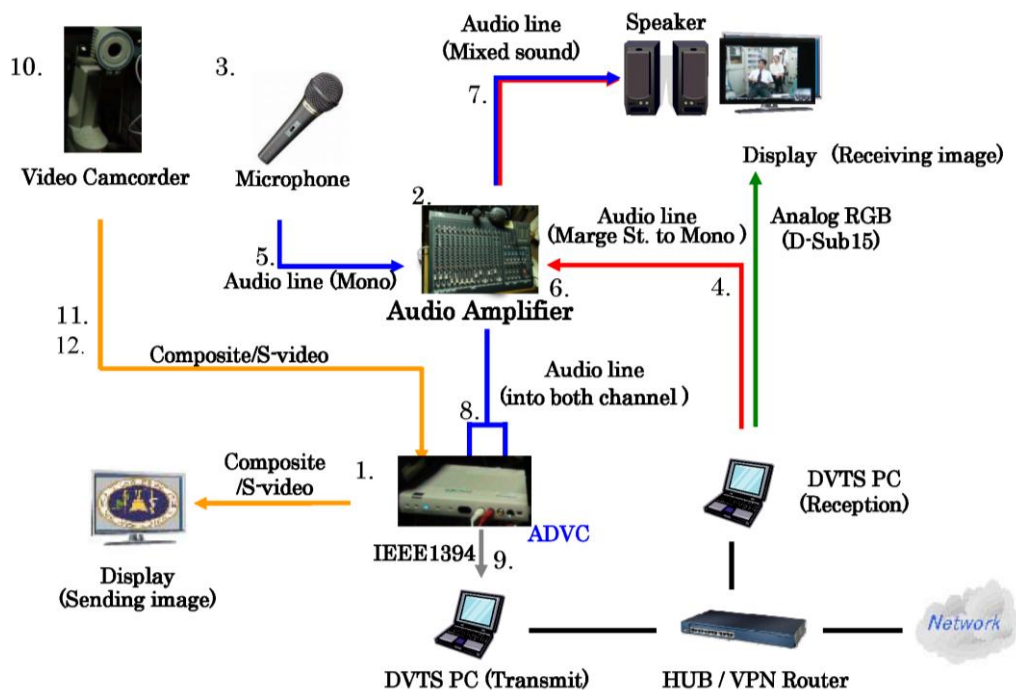 Audio line
(Mixed sound)
Speaker
10.
3.
7.
Video Camcorder
Microphone
Display (Receiving image)
2.
Audio line
(Marge St. to Mono )
Analog RGB
(D-Sub15)
5.
Audio line (Mono)
6.
4.
Audio Amplifier
11.
12.
Composite/S-video
Audio line
(into both channel )
8.
Composite
/S-video
1.
DVTS PC
(Reception)
ADVC
IEEE1394
9.
Display
(Sending image)
Network
DVTS PC (Transmit)
HUB / VPN Router